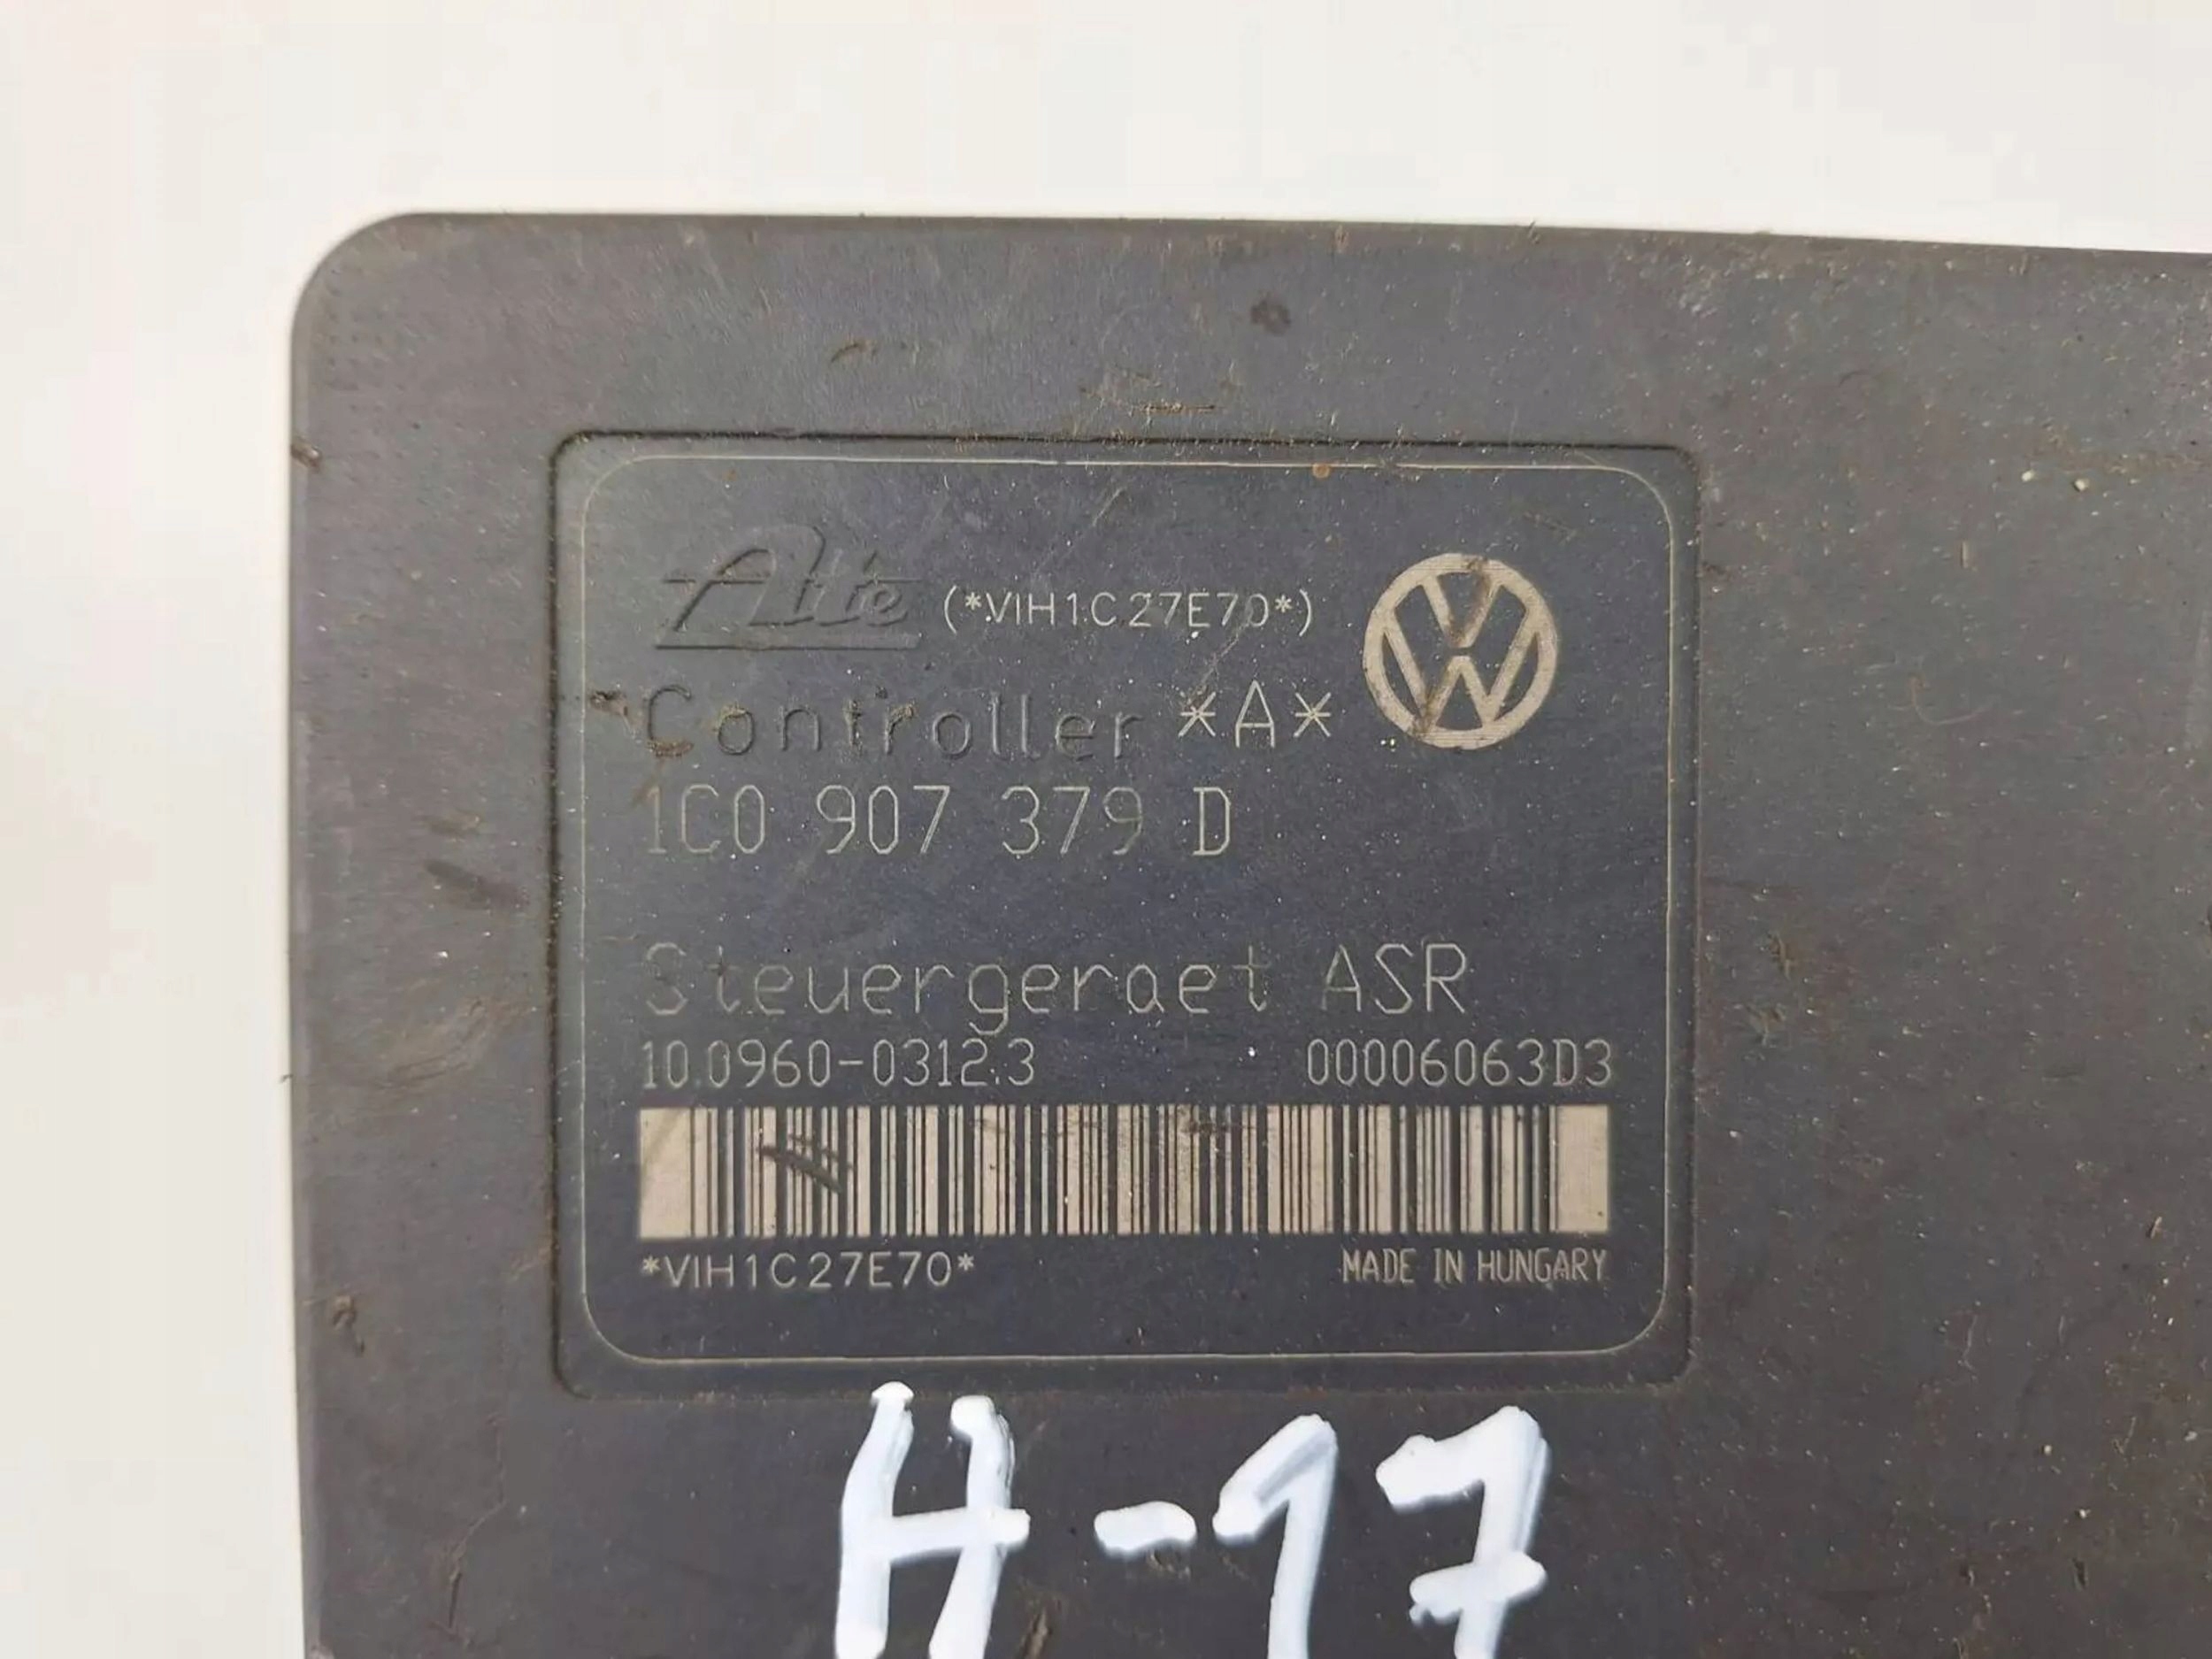 Ate (*VIH1C27E70*)
Controller *A*
1C0 907 379 D
Steuergeraet ASR
10.0960-0312.3 00006063D3
*VIH1C27E70* MADE IN HUNGARY
H-17